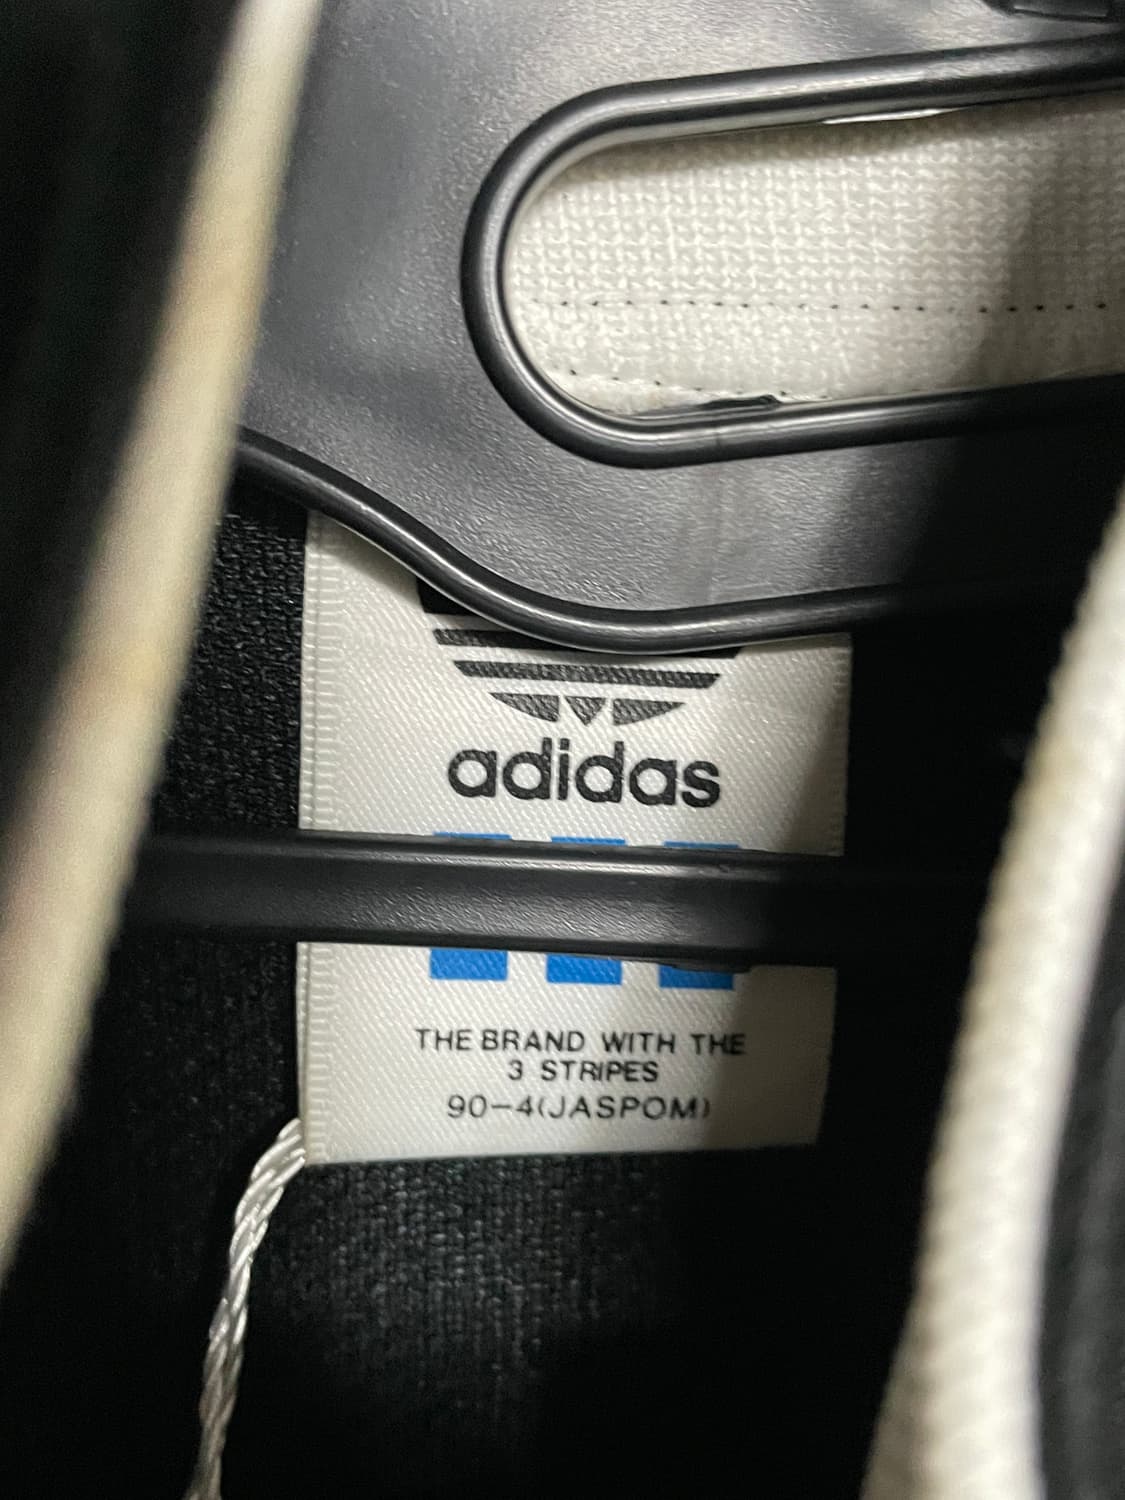 adidas
THE BRAND WITH THE
3 STRIPES
90-4(JASPOM)